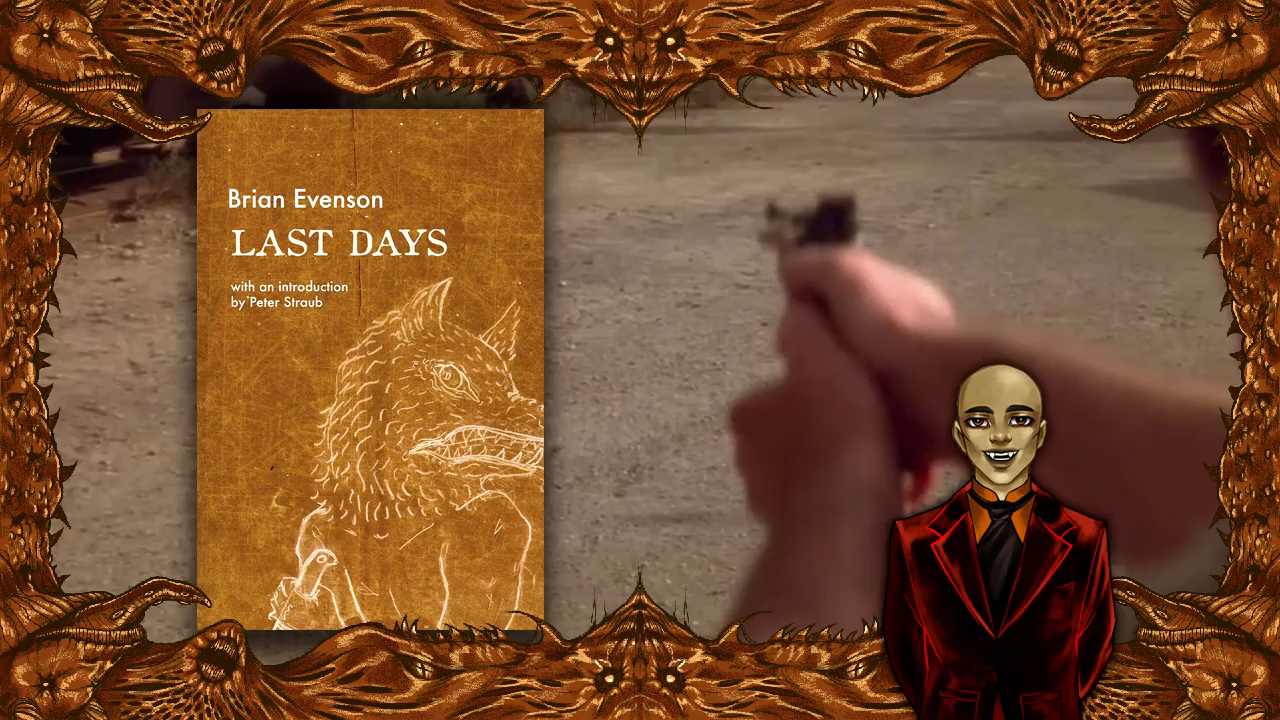 Brian Evenson
LAST DAYS
with an introduction
by Peter Straub